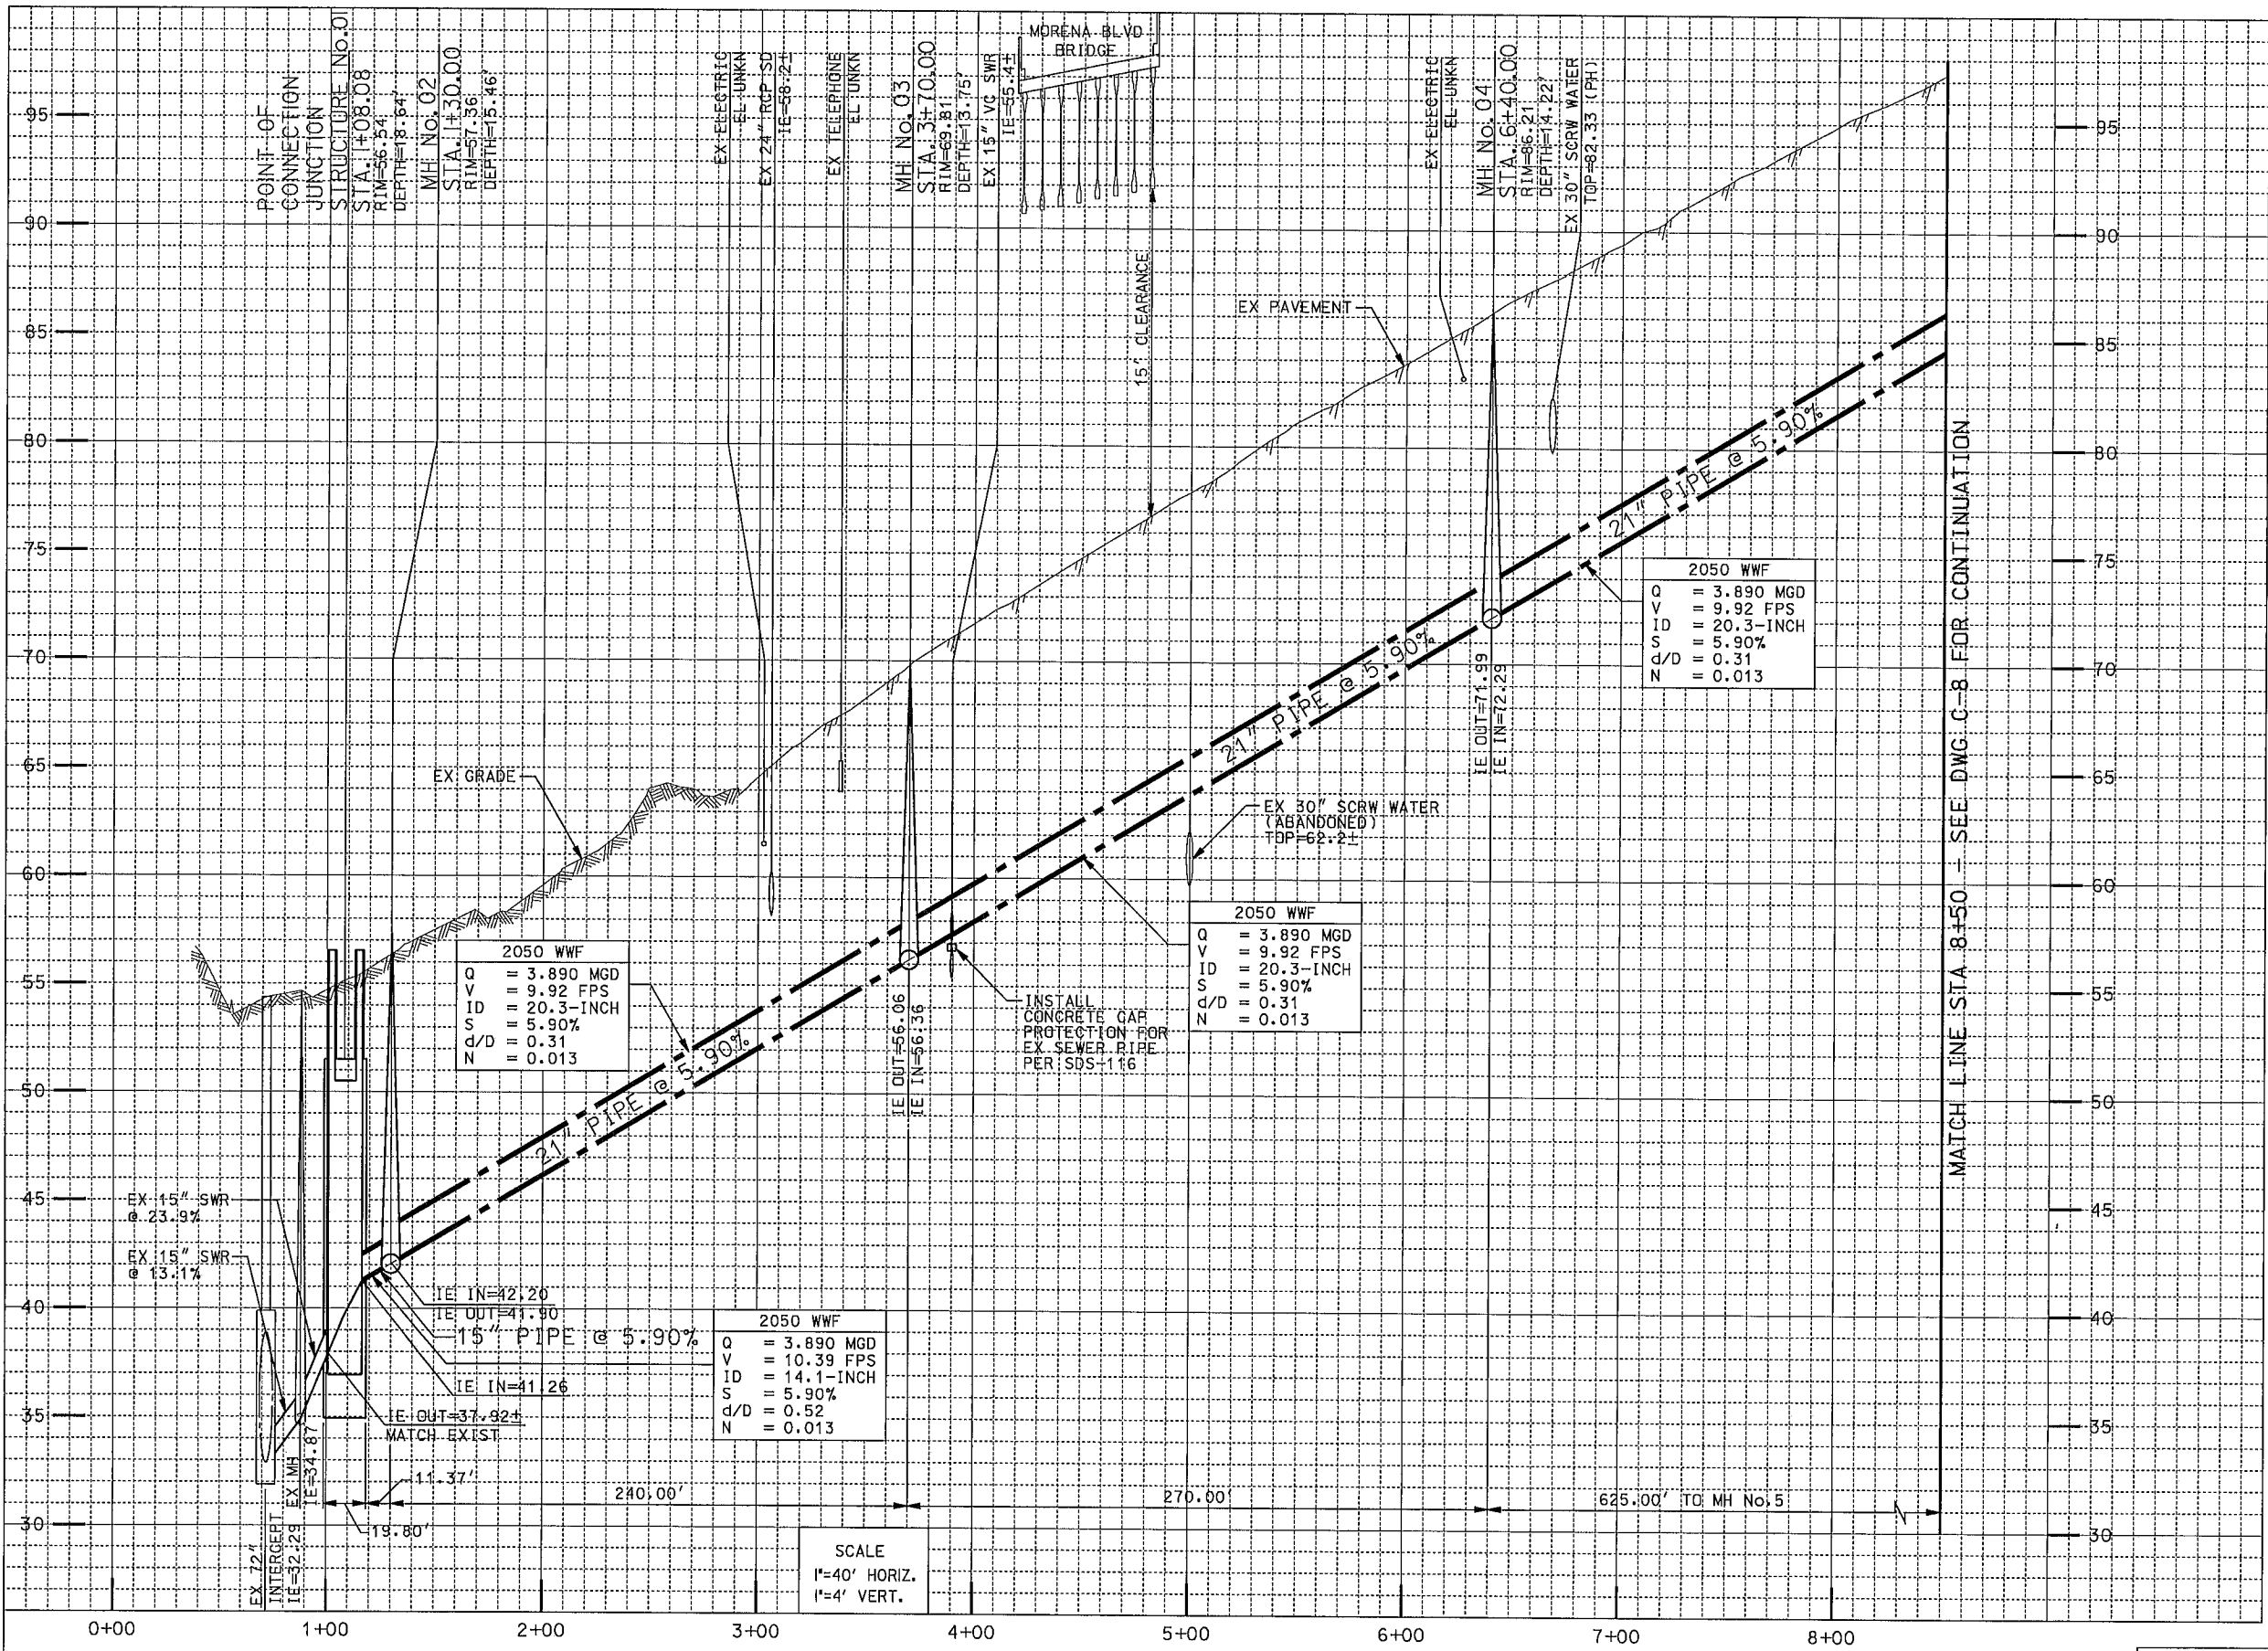 POINT OF
CONNECTION
JUNCTION
STRUCTURE No.01
STA. 1+08.08
RIM=56.54
DEPTH=18.64'
MH No. 02
STA. 1+30.00
RIM=57.36
DEPTH=15.46'
EX ELECTRIC
EL UNKN
EX 24" RCP SD
IE=58.2±
EX TELEPHONE
EL UNKN
MH No. 03
STA. 3+70.00
RIM=69.81
DEPTH=13.75'
EX 15" VC SWR
IE=55.4±
MORENA BLVD
BRIDGE
EX ELECTRIC
EL UNKN
MH No. 04
STA. 6+40.00
RIM=86.21
DEPTH=14.22'
EX 30" SCRW WATER
TOP=82.33 (PH)
95
90
85
80
75
70
65
60
55
50
45
40
35
30
95
90
85
80
75
70
65
60
55
50
45
40
35
30
15' CLEARANCE
EX PAVEMENT
EX GRADE
21" PIPE @ 5.90%
21" PIPE @ 5.90%
21" PIPE @ 5.90%
2050 WWF
Q = 3.890 MGD
V = 9.92 FPS
ID = 20.3-INCH
S = 5.90%
d/D = 0.31
N = 0.013
IE OUT=71.99
IE IN=72.29
EX 30" SCRW WATER
(ABANDONED)
TOP=62.2±
2050 WWF
Q = 3.890 MGD
V = 9.92 FPS
ID = 20.3-INCH
S = 5.90%
d/D = 0.31
N = 0.013
2050 WWF
Q = 3.890 MGD
V = 9.92 FPS
ID = 20.3-INCH
S = 5.90%
d/D = 0.31
N = 0.013
IE OUT=56.06
IE IN=56.36
INSTALL
CONCRETE CAP
PROTECTION FOR
EX SEWER PIPE
PER SDS-116
MATCH LINE STA 8+50 - SEE DWG C-8 FOR CONTINUATION
EX 15" SWR
@ 23.9%
EX 15" SWR
@ 13.1%
IE IN=42.20
IE OUT=41.90
15" PIPE @ 5.90%
IE IN=41.26
IE OUT=37.92±
MATCH EXIST
2050 WWF
Q = 3.890 MGD
V = 10.39 FPS
ID = 14.1-INCH
S = 5.90%
d/D = 0.52
N = 0.013
EX 72"
INTERCEPT
IE=32.29
EX MH
IE=34.87
11.37'
19.80'
240.00'
270.00'
625.00' TO MH No.5
SCALE
1"=40' HORIZ.
1"=4' VERT.
0+00 1+00 2+00 3+00 4+00 5+00 6+00 7+00 8+00